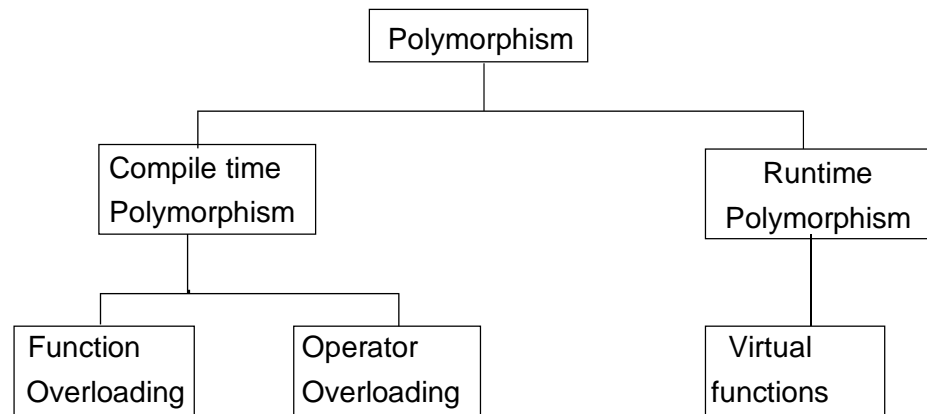 Polymorphism
Compile time
Polymorphism
Runtime
Polymorphism
Function
Overloading
Operator
Overloading
Virtual
functions